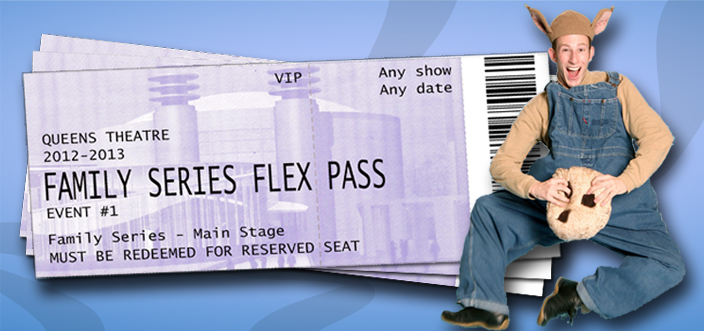 VIP
Any show
Any date
QUEENS THEATRE
2012-2013
FAMILY SERIES FLEX PASS
EVENT #1
Family Series - Main Stage
MUST BE REDEEMED FOR RESERVED SEAT